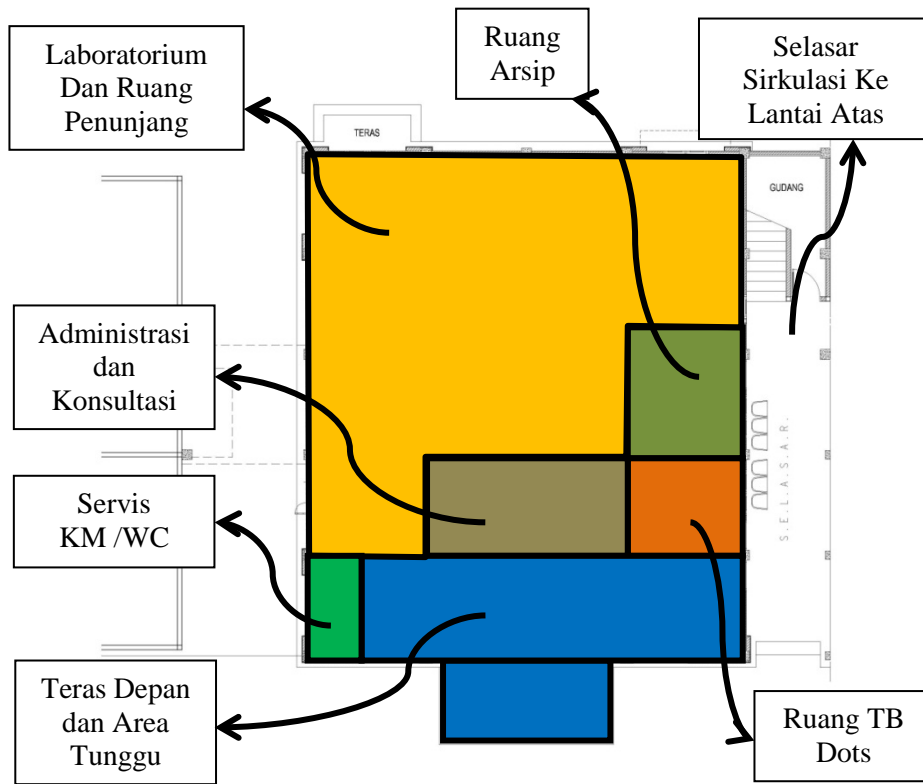 Laboratorium
Dan Ruang
Penunjang
Ruang
Arsip
Selasar
Sirkulasi Ke
Lantai Atas
TERAS
GUDANG
Administrasi
dan
Konsultasi
S.E.L.A.S.A.R.
Servis
KM /WC
Teras Depan
dan Area
Tunggu
Ruang TB
Dots